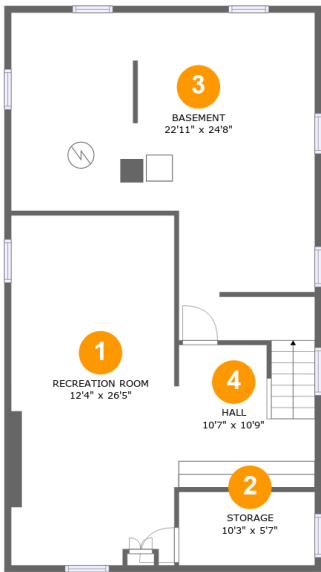 3
BASEMENT
22'11" x 24'8"
1
RECREATION ROOM
12'4" x 26'5"
4
HALL
10'7" x 10'9"
2
STORAGE
10'3" x 5'7"